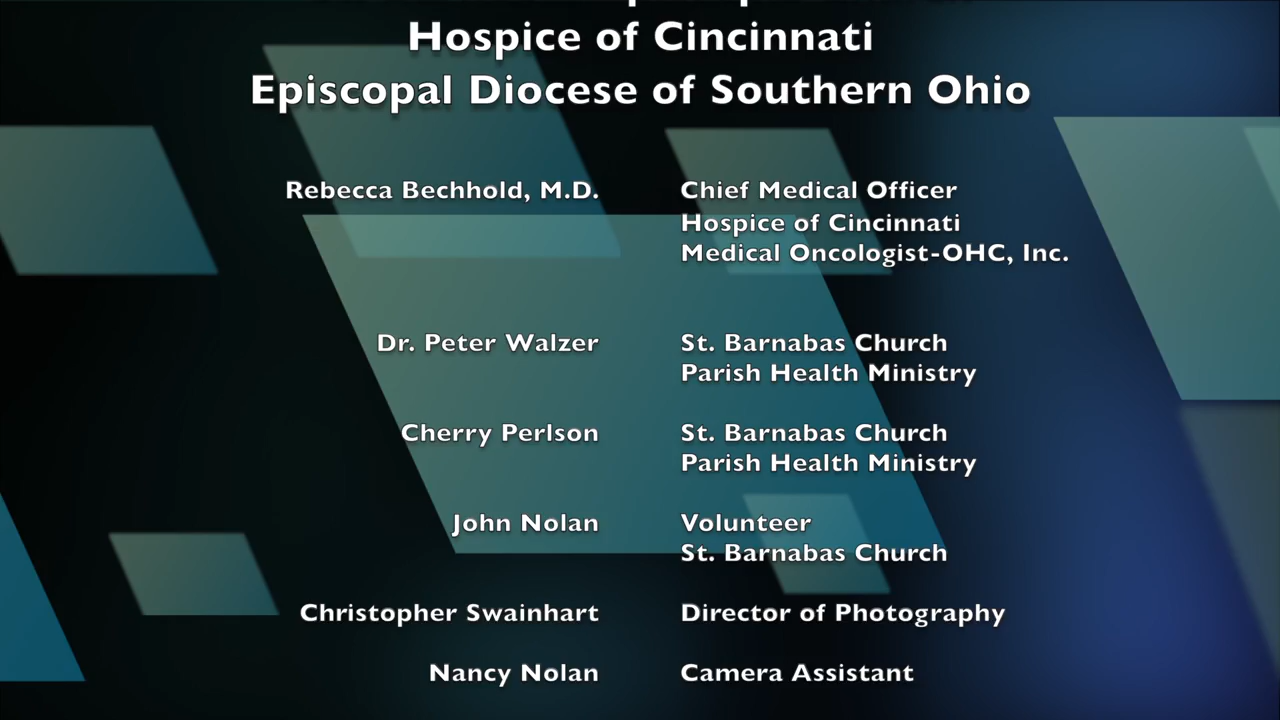 Hospice of Cincinnati
Episcopal Diocese of Southern Ohio
Rebecca Bechhold, M.D. Chief Medical Officer
Hospice of Cincinnati
Medical Oncologist-OHC, Inc.
Dr. Peter Walzer St. Barnabas Church
Parish Health Ministry
Cherry Perlson St. Barnabas Church
Parish Health Ministry
John Nolan Volunteer
St. Barnabas Church
Christopher Swainhart Director of Photography
Nancy Nolan Camera Assistant